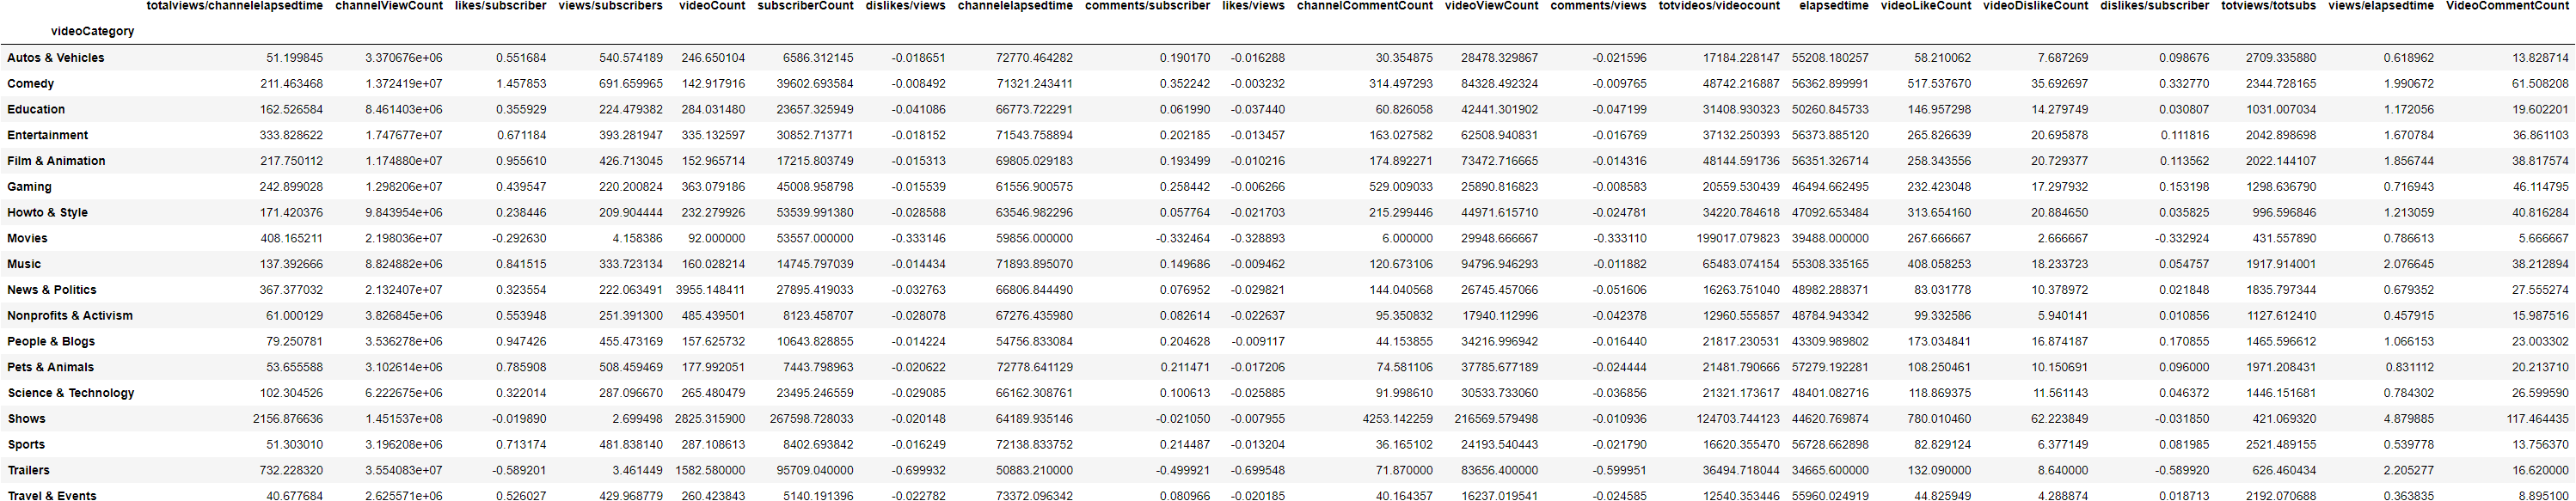 totalviews/channelelapsedtime channelViewCount likes/subscriber views/subscribers videoCount subscriberCount dislikes/views channelelapsedtime comments/subscriber likes/views channelCommentCount videoViewCount comments/views totvideos/videocount elapsedtime videoLikeCount videoDislikeCount dislikes/subscriber totviews/totsubs views/elapsedtime VideoCommentCount
videoCategory
Autos & Vehicles 51.199845 3.370676e+06 0.551684 540.574189 246.650104 6586.312145 -0.018651 72770.464282 0.190170 -0.016288 30.354875 28478.329867 -0.021596 17184.228147 55208.180257 58.210062 7.687269 0.098676 2709.335880 0.618962 13.828714
Comedy 211.463468 1.372419e+07 1.457853 691.659965 142.917916 39602.693584 -0.008492 71321.243411 0.352242 -0.003232 314.497293 84328.492324 -0.009765 48742.216887 56362.899991 517.537670 35.692697 0.332770 2344.728165 1.990672 61.508208
Education 162.526584 8.461403e+06 0.355929 224.479382 284.031480 23657.325949 -0.041086 66773.722291 0.061990 -0.037440 60.826058 42441.301902 -0.047199 31408.930323 50260.845733 146.957298 14.279749 0.030807 1031.007034 1.172056 19.602201
Entertainment 333.828622 1.747677e+07 0.671184 393.281947 335.132597 30852.713771 -0.018152 71543.758894 0.202185 -0.013457 163.027582 62508.940831 -0.016769 37132.250393 56373.885120 265.826639 20.695878 0.111816 2042.898698 1.670784 36.861103
Film & Animation 217.750112 1.174880e+07 0.955610 426.713045 152.965714 17215.803749 -0.015313 69805.029183 0.193499 -0.010216 174.892271 73472.716665 -0.014316 48144.591736 56351.326714 258.343556 20.729377 0.113562 2022.144107 1.856744 38.817574
Gaming 242.899028 1.298206e+07 0.439547 220.200824 363.079186 45008.958798 -0.015539 61556.900575 0.258442 -0.006266 529.009033 25890.816823 -0.008583 20559.530439 46494.662495 232.423048 17.297932 0.153198 1298.636790 0.716943 46.114795
Howto & Style 171.420376 9.843954e+06 0.238446 209.904444 232.279926 53539.991380 -0.028588 63546.982296 0.057764 -0.021703 215.299446 44971.615710 -0.024781 34220.784618 47092.653484 313.654160 20.884650 0.035825 996.596846 1.213059 40.816284
Movies 408.165211 2.198036e+07 -0.292630 4.158386 92.000000 53557.000000 -0.333146 59856.000000 -0.332464 -0.328893 6.000000 29948.666667 -0.333110 199017.079823 39488.000000 267.666667 2.666667 -0.332924 431.557890 0.786613 5.666667
Music 137.392666 8.824882e+06 0.841515 333.723134 160.028214 14745.797039 -0.014434 71893.895070 0.149686 -0.009462 120.673106 94796.946293 -0.011882 65483.074154 55308.335165 408.058253 18.233723 0.054757 1917.914001 2.076645 38.212894
News & Politics 367.377032 2.132407e+07 0.323554 222.063491 3955.148411 27895.419033 -0.032763 66806.844490 0.076952 -0.029821 144.040568 26745.457066 -0.051606 16263.751040 48982.288371 83.031778 10.378972 0.021848 1835.797344 0.679352 27.555274
Nonprofits & Activism 61.000129 3.826845e+06 0.553948 251.391300 485.439501 8123.458707 -0.028078 67276.435980 0.082614 -0.022637 95.350832 17940.112996 -0.042378 12960.555857 48784.943342 99.332586 5.940141 0.010856 1127.612410 0.457915 15.987516
People & Blogs 79.250781 3.536278e+06 0.947426 455.473169 157.625732 10643.828855 -0.014224 54756.833084 0.204628 -0.009117 44.153855 34216.996942 -0.016440 21817.230531 43309.989802 173.034841 16.874187 0.170855 1465.596612 1.066153 23.003302
Pets & Animals 53.655588 3.102614e+06 0.785908 508.459469 177.992051 7443.798963 -0.020622 72778.641129 0.211471 -0.017206 74.581106 37785.677189 -0.024444 21481.790666 57279.192281 108.250461 10.150691 0.096000 1971.208431 0.831112 20.213710
Science & Technology 102.304526 6.222675e+06 0.322014 287.096670 265.480479 23495.246559 -0.029085 66162.308761 0.100613 -0.025885 91.998610 30533.733060 -0.036856 21321.173617 48401.082716 118.869375 11.561143 0.046372 1446.151681 0.784302 26.599590
Shows 2156.876636 1.451537e+08 -0.019890 2.699498 2825.315900 267598.728033 -0.020148 64189.935146 -0.021050 -0.007955 4253.142259 216569.579498 -0.010936 124703.744123 44620.769874 780.010460 62.223849 -0.031850 421.069320 4.879885 117.464435
Sports 51.303010 3.196208e+06 0.713174 481.838140 287.108613 8402.693842 -0.016249 72138.833752 0.214487 -0.013204 36.165102 24193.540443 -0.021790 16620.355470 56728.662898 82.829124 6.377149 0.081985 2521.489155 0.539778 13.756370
Trailers 732.228320 3.554083e+07 -0.589201 3.461449 1582.580000 95709.040000 -0.699932 50883.210000 -0.499921 -0.699548 71.870000 83656.400000 -0.599951 36494.718044 34665.600000 132.090000 8.640000 -0.589920 626.460434 2.205277 16.620000
Travel & Events 40.677684 2.625571e+06 0.526027 429.968779 260.423843 5140.191396 -0.022782 73372.096342 0.080966 -0.020185 40.164357 16237.019541 -0.024585 12540.353446 55960.024919 44.825949 4.288874 0.018713 2192.070688 0.363835 8.895100